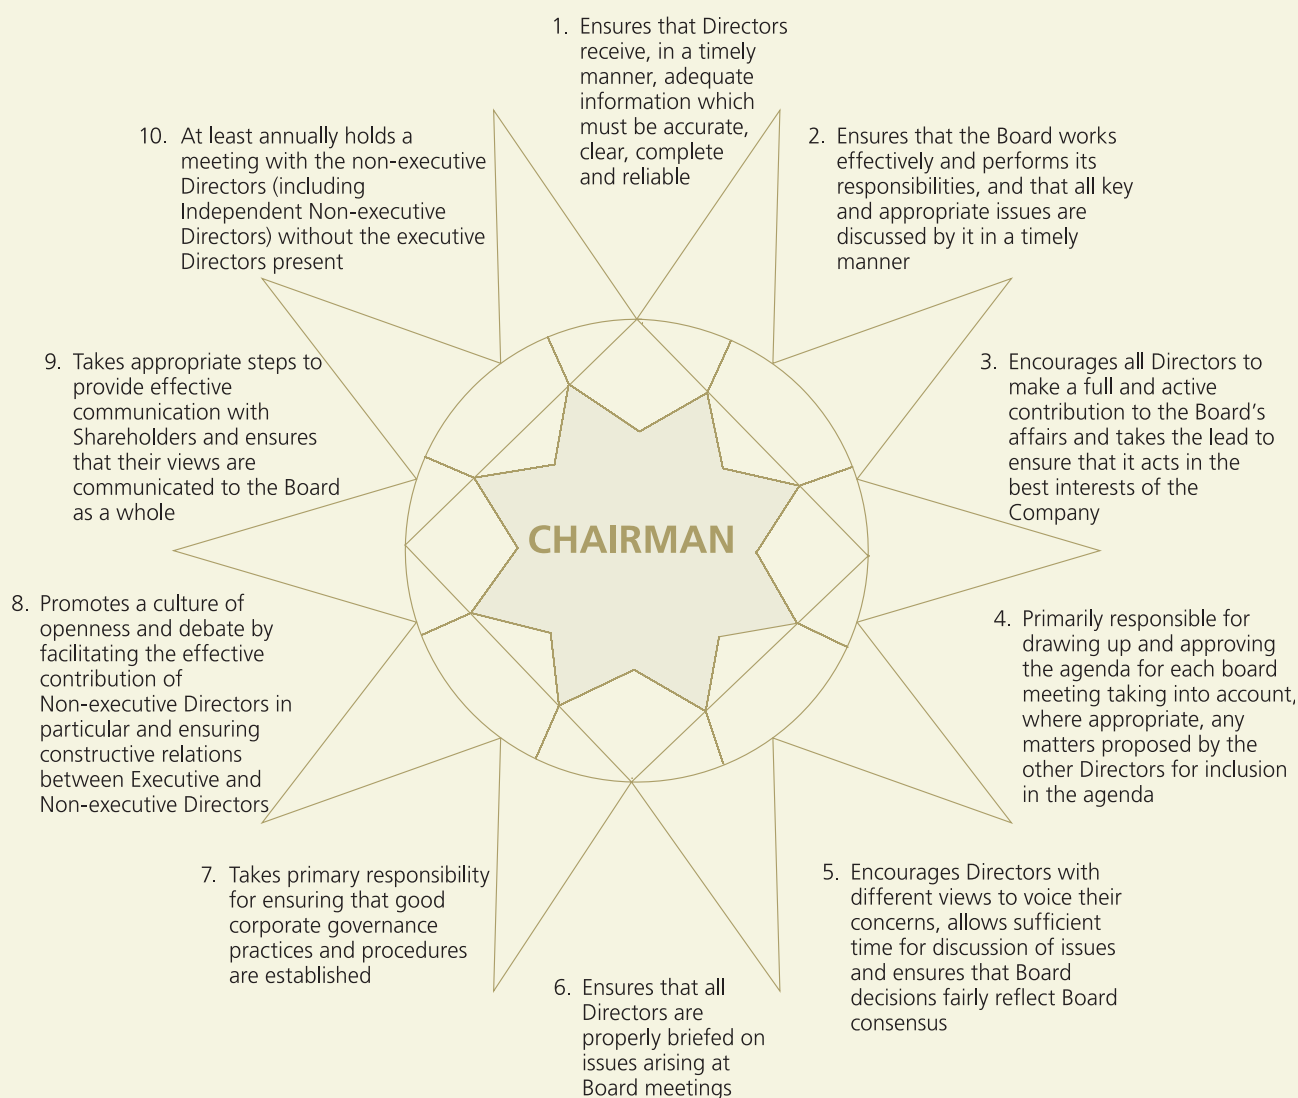 1. Ensures that Directors
receive, in a timely
manner, adequate
information which
must be accurate,
clear, complete
and reliable
2. Ensures that the Board works
effectively and performs its
responsibilities, and that all key
and appropriate issues are
discussed by it in a timely
manner
3. Encourages all Directors to
make a full and active
contribution to the Board’s
affairs and takes the lead to
ensure that it acts in the
best interests of the
Company
4. Primarily responsible for
drawing up and approving
the agenda for each board
meeting taking into account,
where appropriate, any
matters proposed by the
other Directors for inclusion
in the agenda
5. Encourages Directors with
different views to voice their
concerns, allows sufficient
time for discussion of issues
and ensures that Board
decisions fairly reflect Board
consensus
6. Ensures that all
Directors are
properly briefed on
issues arising at
Board meetings
7. Takes primary responsibility
for ensuring that good
corporate governance
practices and procedures
are established
8. Promotes a culture of
openness and debate by
facilitating the effective
contribution of
Non-executive Directors in
particular and ensuring
constructive relations
between Executive and
Non-executive Directors
9. Takes appropriate steps to
provide effective
communication with
Shareholders and ensures
that their views are
communicated to the Board
as a whole
10. At least annually holds a
meeting with the non-executive
Directors (including
Independent Non-executive
Directors) without the executive
Directors present
CHAIRMAN